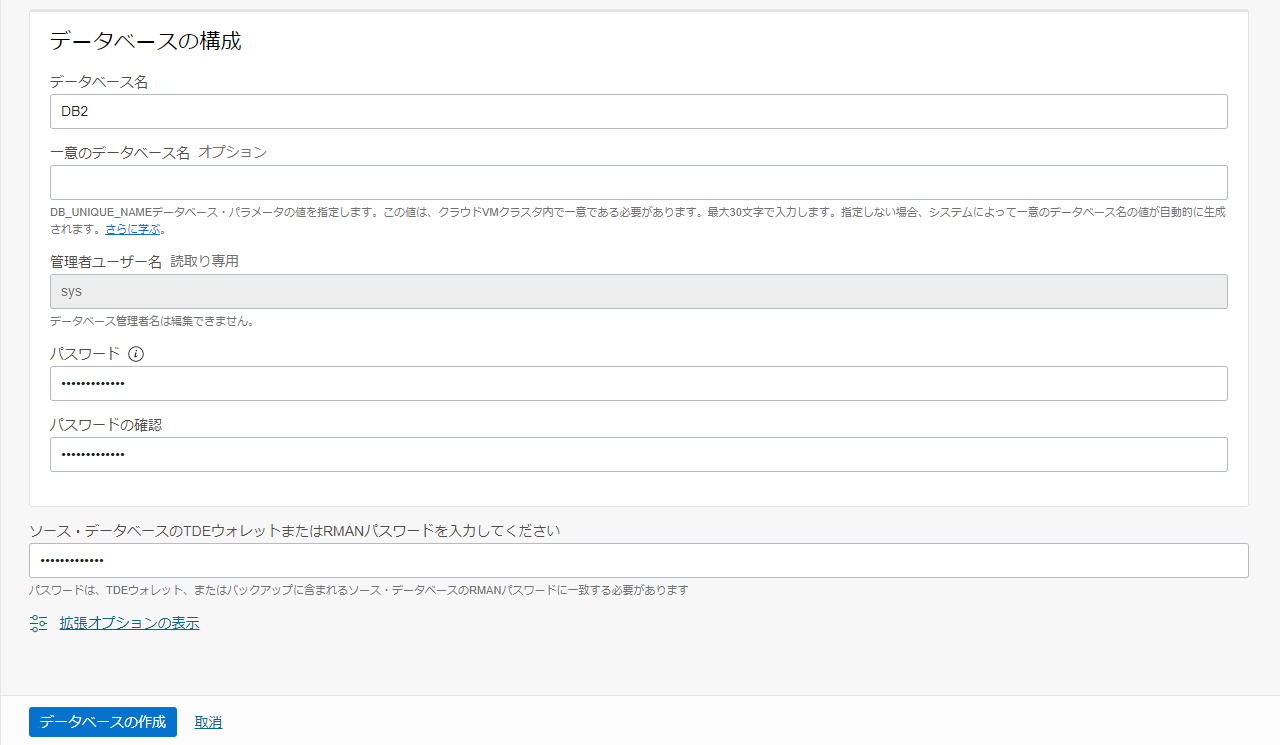 データベースの構成
データベース名
DB2
一意のデータベース名 オプション
DB_UNIQUE_NAMEデータベース・パラメータの値を指定します。この値は、クラウドVMクラスタ内で一意である必要があります。最大30文字で入力します。指定しない場合、システムによって一意のデータベース名の値が自動的に生成
されます。さらに学ぶ。
管理者ユーザー名 読取り専用
sys
データベース管理者名は編集できません。
パスワード
•••••••••••••
パスワードの確認
•••••••••••••
ソース・データベースのTDEウォレットまたはRMANパスワードを入力してください
•••••••••••••
パスワードは、TDEウォレット、またはバックアップに含まれるソース・データベースのRMANパスワードに一致する必要があります
拡張オプションの表示
データベースの作成 取消